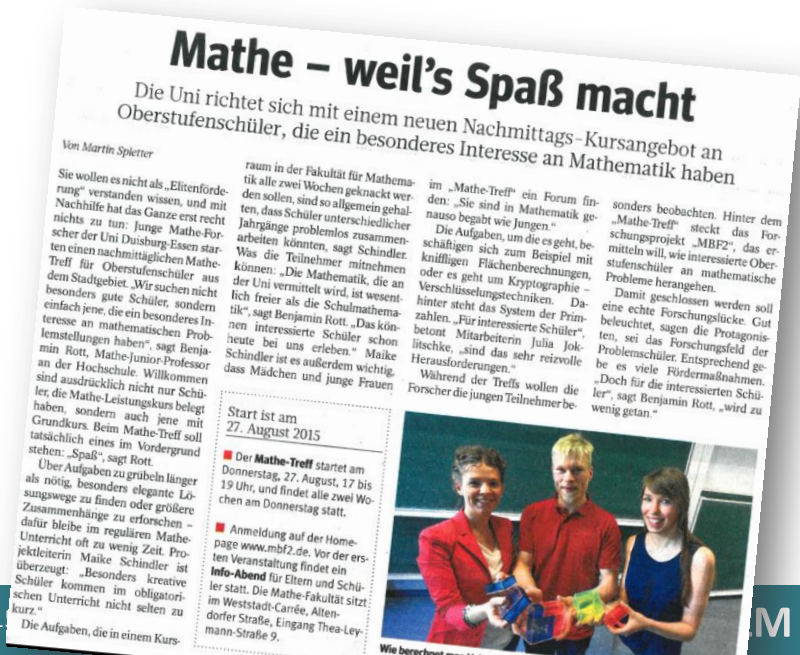 Mathe – weil's Spaß macht
Die Uni richtet sich mit einem neuen Nachmittags-Kursangebot an
Oberstufenschüler, die ein besonderes Interesse an Mathematik haben
Von Martin Spletter
Sie wollen es nicht als „Elitenförde-
rung“ verstanden wissen, und mit
Nachhilfe hat das Ganze erst recht
nichts zu tun: Junge Mathe-For-
scher der Uni Duisburg-Essen star-
ten einen nachmittäglichen Mathe-
Treff für Oberstufenschüler aus
dem Stadtgebiet. „Wir suchen nicht
besonders gute Schüler, sondern
einfach jene, die ein besonderes In-
teresse an mathematischen Prob-
lemstellungen haben“, sagt Benja-
min Rott, Mathe-Junior-Professor
an der Hochschule. Willkommen
sind ausdrücklich nicht nur Schü-
ler, die Mathe-Leistungskurs belegt
haben, sondern auch jene mit
Grundkurs. Beim Mathe-Treff soll
tatsächlich eines im Vordergrund
stehen: „Spaß“, sagt Rott.
Über Aufgaben zu grübeln länger
als nötig, besonders elegante Lö-
sungswege zu finden oder größere
Zusammenhänge zu erforschen –
dafür bleibe im regulären Mathe-
Unterricht oft zu wenig Zeit. Pro-
jektleiterin Maike Schindler ist
überzeugt: „Besonders kreative
Schüler kommen im obligatori-
schen Unterricht nicht selten zu
kurz.“
Die Aufgaben, die in einem Kurs-
raum in der Fakultät für Mathema-
tik alle zwei Wochen geknackt wer-
den sollen, sind so allgemein gehal-
ten, dass Schüler unterschiedlicher
Jahrgänge problemlos zusammen-
arbeiten könnten, sagt Schindler.
Was die Teilnehmer mitnehmen
können: „Die Mathematik, die an
der Uni vermittelt wird, ist wesent-
lich freier als die Schulmathema-
tik“, sagt Benjamin Rott. „Das kön-
nen interessierte Schüler schon
heute bei uns erleben.“ Maike
Schindler ist es außerdem wichtig,
dass Mädchen und junge Frauen
im „Mathe-Treff“ ein Forum fin-
den: „Sie sind in Mathematik ge-
nauso begabt wie Jungen.“
Die Aufgaben, um die es geht, be-
schäftigen sich zum Beispiel mit
kniffligen Flächenberechnungen,
oder es geht um Kryptographie –
Verschlüsselungstechniken. Da-
hinter steht das System der Prim-
zahlen. „Für interessierte Schüler“,
betont Mitarbeiterin Julia Jok-
litschke, „sind das sehr reizvolle
Herausforderungen.“
Während der Treffs wollen die
Forscher die jungen Teilnehmer be-
sonders beobachten. Hinter dem
„Mathe-Treff“ steckt das For-
schungsprojekt „MBF2“, das er-
mitteln will, wie interessierte Ober-
stufenschüler an mathematische
Probleme herangehen.
Damit geschlossen werden soll
eine echte Forschungslücke. Gut
beleuchtet, sagen die Protagonis-
ten, sei das Forschungsfeld der
Problemschüler. Entsprechend ge-
be es viele Fördermaßnahmen.
„Doch für die interessierten Schü-
ler“, sagt Benjamin Rott, „wird zu
wenig getan.“
Start ist am
27. August 2015
Der Mathe-Treff startet am
Donnerstag, 27. August, 17 bis
19 Uhr, und findet alle zwei Wo-
chen am Donnerstag statt.
Anmeldung auf der Home-
page www.mbf2.de. Vor der ers-
ten Veranstaltung findet ein
Info-Abend für Eltern und Schü-
ler statt. Die Mathe-Fakultät sitzt
im Weststadt-Carrée, Alten-
dorfer Straße, Eingang Thea-Ley-
mann-Straße 9.
Wie berechnet man